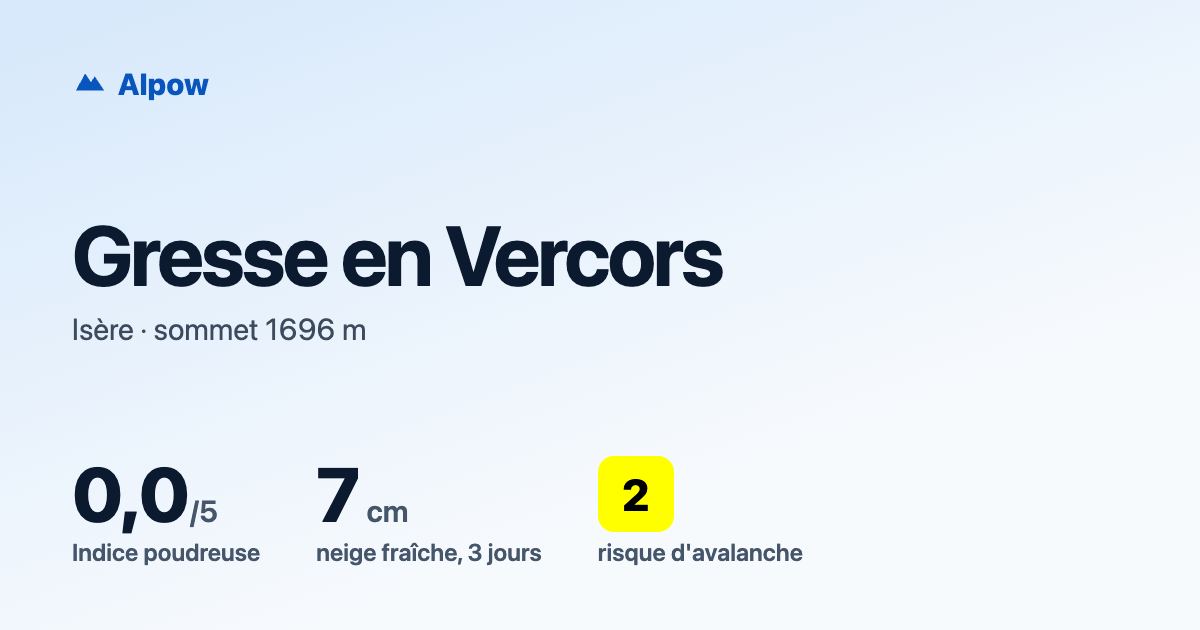 Alpow
Gresse en Vercors
Isère · sommet 1696 m
0,0/5
Indice poudreuse
7 cm
neige fraîche, 3 jours
2
risque d'avalanche